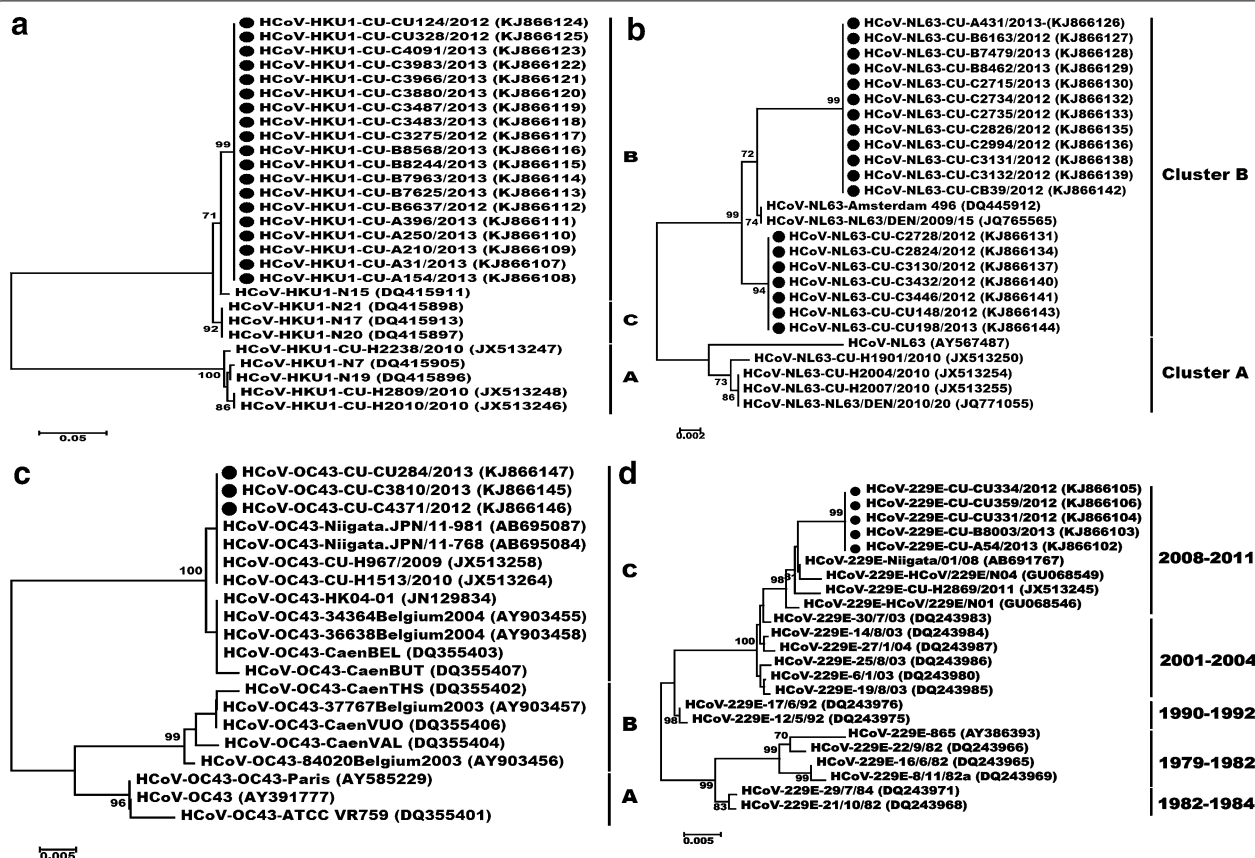 a
HCoV-HKU1-CU-CU124/2012 (KJ866124)
HCoV-HKU1-CU-CU328/2012 (KJ866125)
HCoV-HKU1-CU-C4091/2013 (KJ866123)
HCoV-HKU1-CU-C3983/2013 (KJ866122)
HCoV-HKU1-CU-C3966/2013 (KJ866121)
HCoV-HKU1-CU-C3880/2013 (KJ866120)
HCoV-HKU1-CU-C3487/2013 (KJ866119)
HCoV-HKU1-CU-C3483/2013 (KJ866118)
HCoV-HKU1-CU-C3275/2012 (KJ866117)
HCoV-HKU1-CU-B8568/2013 (KJ866116)
HCoV-HKU1-CU-B8244/2013 (KJ866115)
HCoV-HKU1-CU-B7963/2013 (KJ866114)
HCoV-HKU1-CU-B7625/2013 (KJ866113)
HCoV-HKU1-CU-B6637/2012 (KJ866112)
HCoV-HKU1-CU-A396/2013 (KJ866111)
HCoV-HKU1-CU-A250/2013 (KJ866110)
HCoV-HKU1-CU-A210/2013 (KJ866109)
HCoV-HKU1-CU-A31/2013 (KJ866107)
HCoV-HKU1-CU-A154/2013 (KJ866108)
HCoV-HKU1-N15 (DQ415911)
HCoV-HKU1-N21 (DQ415898)
HCoV-HKU1-N17 (DQ415913)
HCoV-HKU1-N20 (DQ415897)
HCoV-HKU1-CU-H2238/2010 (JX513247)
HCoV-HKU1-N7 (DQ415905)
HCoV-HKU1-N19 (DQ415896)
HCoV-HKU1-CU-H2809/2010 (JX513248)
HCoV-HKU1-CU-H2010/2010 (JX513246)
99
71
92
100
86
B
C
A
0.05
b
HCoV-NL63-CU-A431/2013-(KJ866126)
HCoV-NL63-CU-B6163/2012 (KJ866127)
HCoV-NL63-CU-B7479/2013 (KJ866128)
HCoV-NL63-CU-B8462/2013 (KJ866129)
HCoV-NL63-CU-C2715/2013 (KJ866130)
HCoV-NL63-CU-C2734/2012 (KJ866132)
HCoV-NL63-CU-C2735/2012 (KJ866133)
HCoV-NL63-CU-C2826/2012 (KJ866135)
HCoV-NL63-CU-C2994/2012 (KJ866136)
HCoV-NL63-CU-C3131/2012 (KJ866138)
HCoV-NL63-CU-C3132/2012 (KJ866139)
HCoV-NL63-CU-CB39/2012 (KJ866142)
HCoV-NL63-Amsterdam 496 (DQ445912)
HCoV-NL63-NL63/DEN/2009/15 (JQ765565)
HCoV-NL63-CU-C2728/2012 (KJ866131)
HCoV-NL63-CU-C2824/2012 (KJ866134)
HCoV-NL63-CU-C3130/2012 (KJ866137)
HCoV-NL63-CU-C3432/2012 (KJ866140)
HCoV-NL63-CU-C3446/2012 (KJ866141)
HCoV-NL63-CU-CU148/2012 (KJ866143)
HCoV-NL63-CU-CU198/2013 (KJ866144)
HCoV-NL63 (AY567487)
HCoV-NL63-CU-H1901/2010 (JX513250)
HCoV-NL63-CU-H2004/2010 (JX513254)
HCoV-NL63-CU-H2007/2010 (JX513255)
HCoV-NL63-NL63/DEN/2010/20 (JQ771055)
99
72
99
74
94
73
86
Cluster B
Cluster A
0.002
c
HCoV-OC43-CU-CU284/2013 (KJ866147)
HCoV-OC43-CU-C3810/2013 (KJ866145)
HCoV-OC43-CU-C4371/2012 (KJ866146)
HCoV-OC43-Niigata.JPN/11-981 (AB695087)
HCoV-OC43-Niigata.JPN/11-768 (AB695084)
HCoV-OC43-CU-H967/2009 (JX513258)
HCoV-OC43-CU-H1513/2010 (JX513264)
HCoV-OC43-HK04-01 (JN129834)
HCoV-OC43-34364Belgium2004 (AY903455)
HCoV-OC43-36638Belgium2004 (AY903458)
HCoV-OC43-CaenBEL (DQ355403)
HCoV-OC43-CaenBUT (DQ355407)
HCoV-OC43-CaenTHS (DQ355402)
HCoV-OC43-37767Belgium2003 (AY903457)
HCoV-OC43-CaenVUO (DQ355406)
HCoV-OC43-CaenVAL (DQ355404)
HCoV-OC43-84020Belgium2003 (AY903456)
HCoV-OC43-OC43-Paris (AY585229)
HCoV-OC43 (AY391777)
HCoV-OC43-ATCC VR759 (DQ355401)
100
99
96
C
B
A
0.005
d
HCoV-229E-CU-CU334/2012 (KJ866105)
HCoV-229E-CU-CU359/2012 (KJ866106)
HCoV-229E-CU-CU331/2012 (KJ866104)
HCoV-229E-CU-B8003/2013 (KJ866103)
HCoV-229E-CU-A54/2013 (KJ866102)
HCoV-229E-Niigata/01/08 (AB691767)
HCoV-229E-HCoV/229E/N04 (GU068549)
HCoV-229E-CU-H2869/2011 (JX513245)
HCoV-229E-HCoV/229E/N01 (GU068546)
HCoV-229E-30/7/03 (DQ243983)
HCoV-229E-14/8/03 (DQ243984)
HCoV-229E-27/1/04 (DQ243987)
HCoV-229E-25/8/03 (DQ243986)
HCoV-229E-6/1/03 (DQ243980)
HCoV-229E-19/8/03 (DQ243985)
HCoV-229E-17/6/92 (DQ243976)
HCoV-229E-12/5/92 (DQ243975)
HCoV-229E-865 (AY386393)
HCoV-229E-22/9/82 (DQ243966)
HCoV-229E-16/6/82 (DQ243965)
HCoV-229E-8/11/82a (DQ243969)
HCoV-229E-29/7/84 (DQ243971)
HCoV-229E-21/10/82 (DQ243968)
99
98
100
98
70
99
99
99
83
2008-2011
2001-2004
1990-1992
1979-1982
1982-1984
0.005